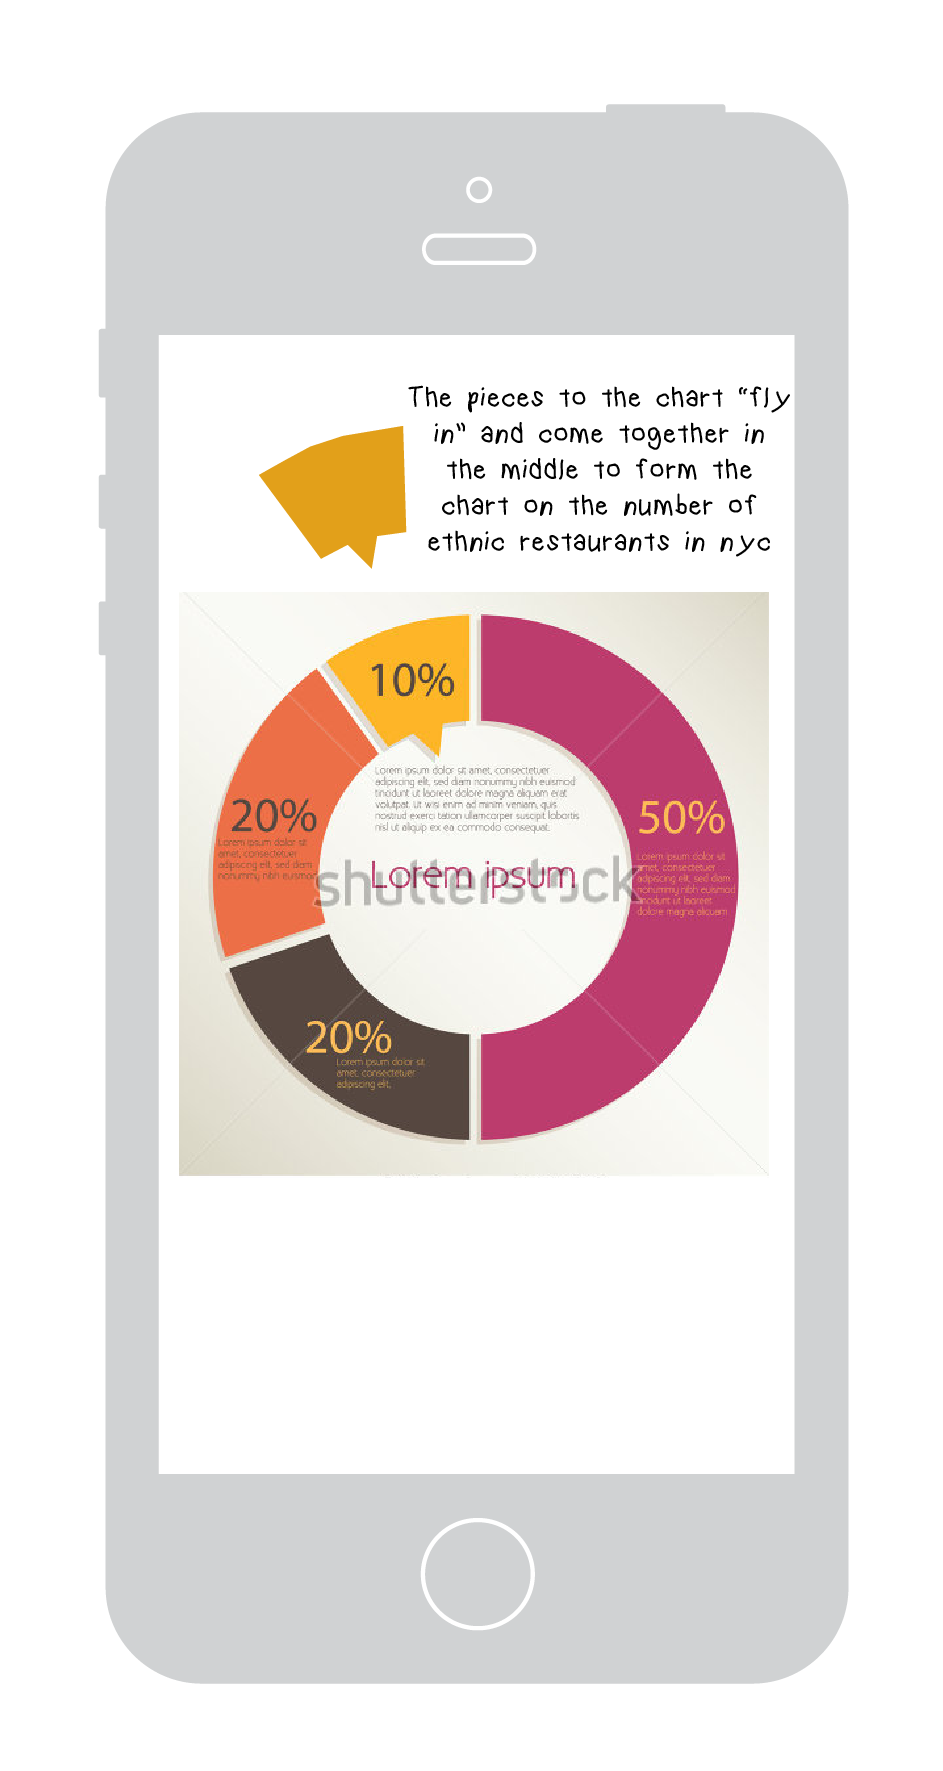 The pieces to the chart “fly
in” and come together in
the middle to form the
chart on the number of
ethnic restaurants in nyc
10%
Lorem ipsum dolor sit amet, consectetuer
adipiscing elit, sed diam nonummy nibh euismod
tincidunt ut laoreet dolore magna aliquam erat
volutpat. Ut wisi enim ad minim veniam, quis
nostrud exerci tation ullamcorper suscipit lobortis
nisl ut aliquip ex ea commodo consequat.
20%
Lorem ipsum dolor sit
amet, consectetuer
adipiscing elit, sed diam
nonummy nibh euismod
50%
Lorem ipsum dolor sit
amet, consectetuer
adipiscing elit, sed diam
nonummy nibh euismod
tincidunt ut laoreet
dolore magna aliquam
shutterstock
Lorem ipsum
20%
Lorem ipsum dolor sit
amet, consectetuer
adipiscing elit,